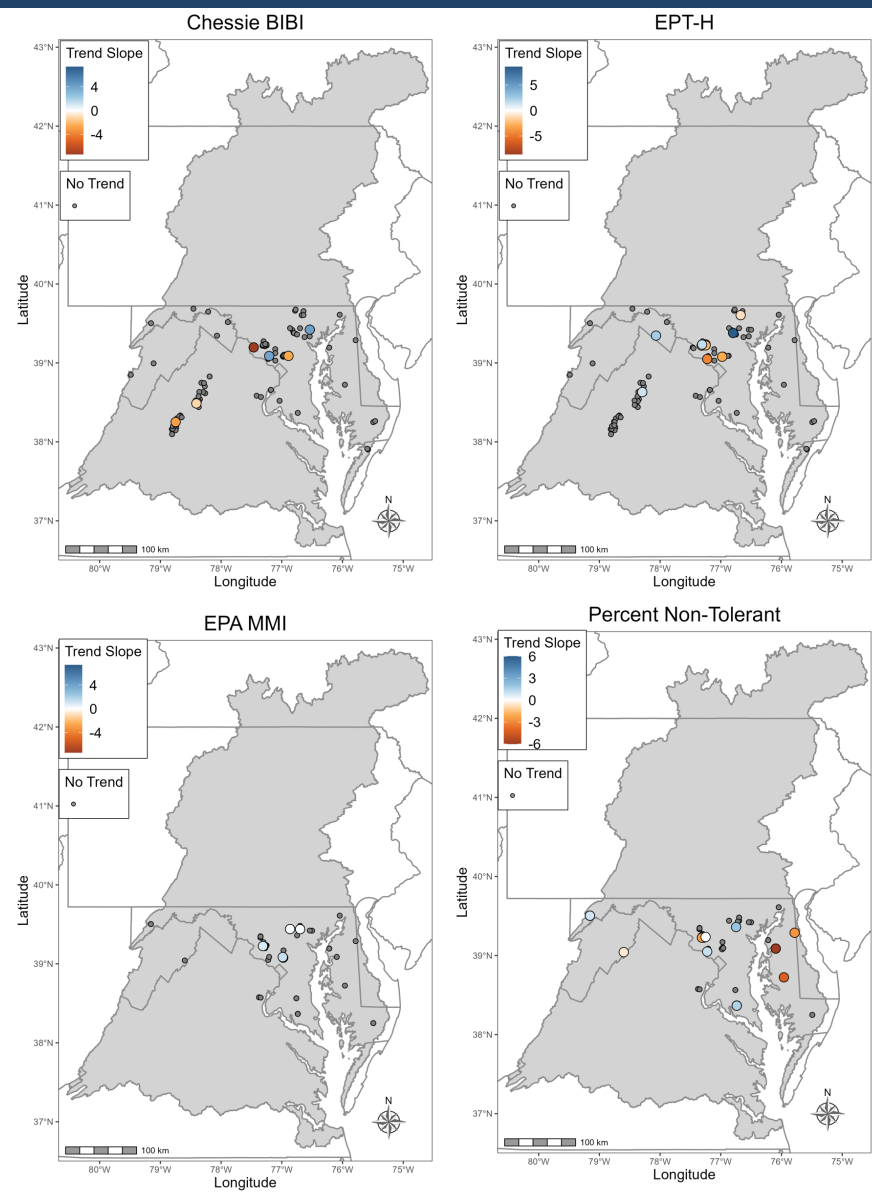 Chessie BIBI
Trend Slope
4
0
-4
No Trend
43°N
42°N
41°N
40°N
39°N
38°N
37°N
Latitude
N
100 km
80°W 79°W 78°W 77°W 76°W 75°W
Longitude
EPT-H
Trend Slope
5
0
-5
No Trend
43°N
42°N
41°N
40°N
39°N
38°N
37°N
Latitude
N
100 km
80°W 79°W 78°W 77°W 76°W 75°W
Longitude
EPA MMI
Trend Slope
4
0
-4
No Trend
43°N
42°N
41°N
40°N
39°N
38°N
37°N
Latitude
N
100 km
80°W 79°W 78°W 77°W 76°W 75°W
Longitude
Percent Non-Tolerant
Trend Slope
6
3
0
-3
-6
No Trend
43°N
42°N
41°N
40°N
39°N
38°N
37°N
Latitude
N
100 km
80°W 79°W 78°W 77°W 76°W 75°W
Longitude